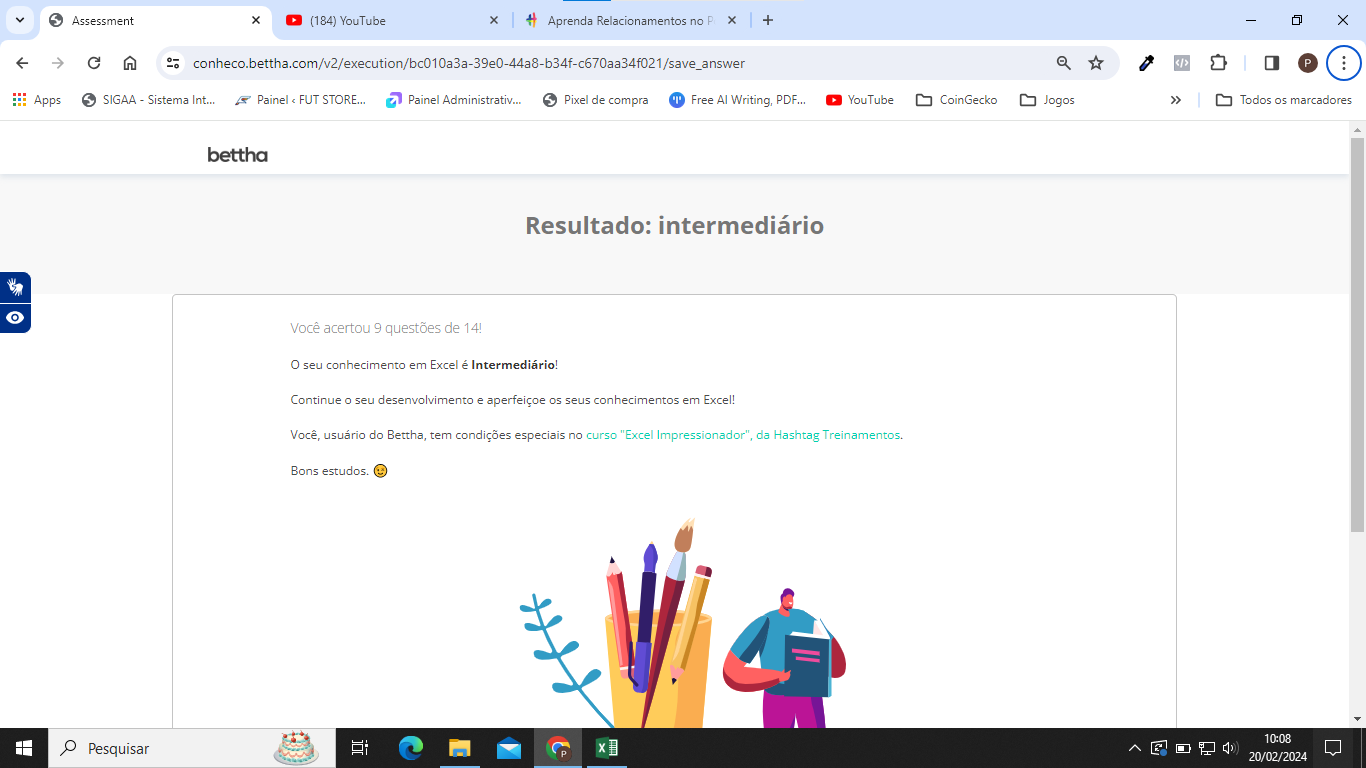 Assessment
(184) YouTube
Aprenda Relacionamentos no P
conheco.bettha.com/v2/execution/bc010a3a-39e0-44a8-b34f-c670aa34f021/save_answer
P
Apps
SIGAA - Sistema Int...
Painel ‹ FUT STORE...
Painel Administrativ...
Pixel de compra
Free AI Writing, PDF...
YouTube
CoinGecko
Jogos
Todos os marcadores
bettha
Resultado: intermediário
Você acertou 9 questões de 14!
O seu conhecimento em Excel é Intermediário!
Continue o seu desenvolvimento e aperfeiçoe os seus conhecimentos em Excel!
Você, usuário do Bettha, tem condições especiais no curso "Excel Impressionador", da Hashtag Treinamentos.
Bons estudos. 😉
Pesquisar
10:08
20/02/2024